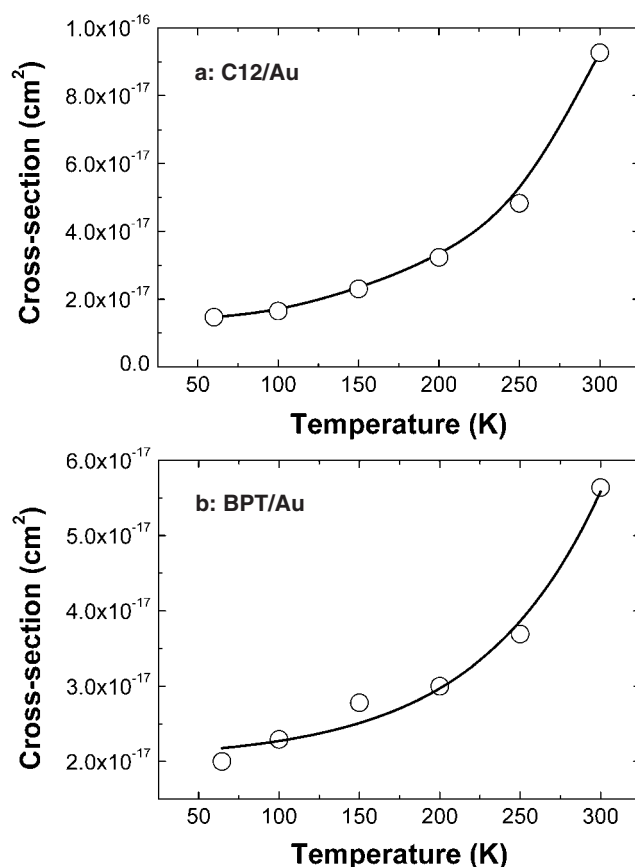 1.0x10⁻¹⁶
a: C12/Au
8.0x10⁻¹⁷
6.0x10⁻¹⁷
4.0x10⁻¹⁷
2.0x10⁻¹⁷
0.0
Cross-section (cm²)
50 100 150 200 250 300
Temperature (K)
6.0x10⁻¹⁷
b: BPT/Au
5.0x10⁻¹⁷
4.0x10⁻¹⁷
3.0x10⁻¹⁷
2.0x10⁻¹⁷
Cross-section (cm²)
50 100 150 200 250 300
Temperature (K)